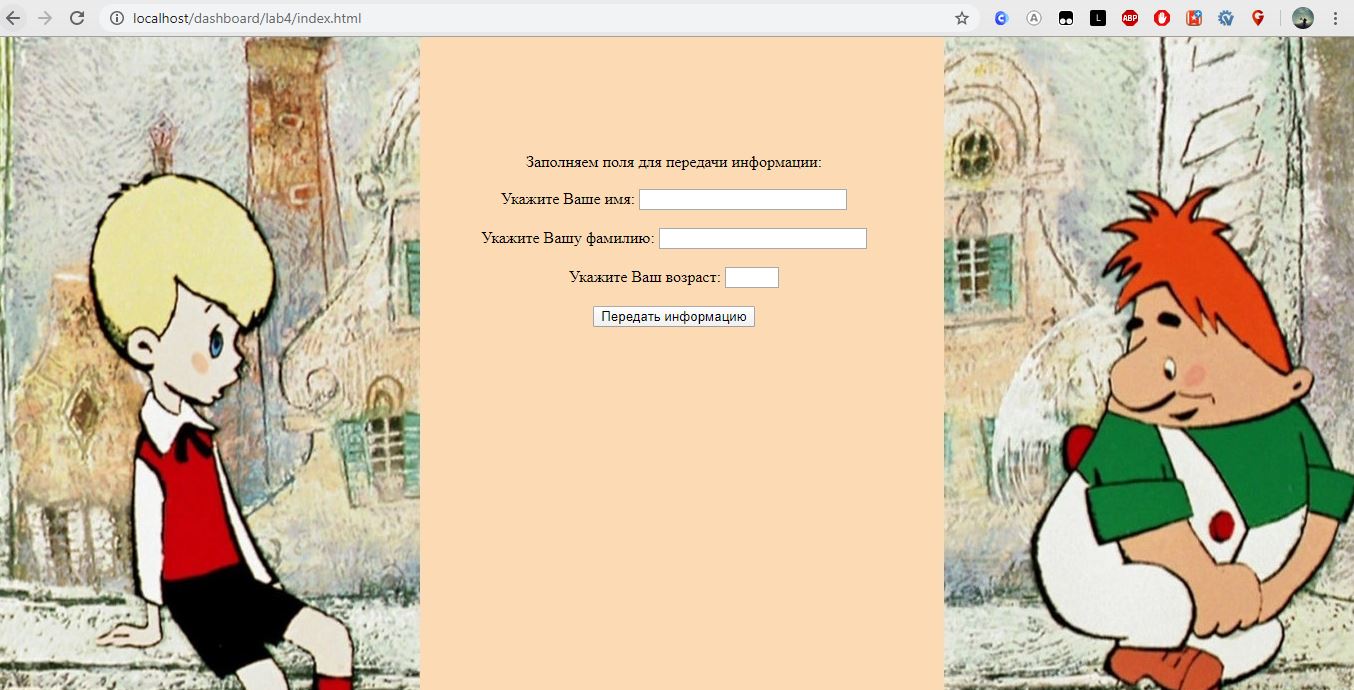 localhost/dashboard/lab4/index.html
A
L
ABP
Заполняем поля для передачи информации:
Укажите Ваше имя:
Укажите Вашу фамилию:
Укажите Ваш возраст:
Передать информацию